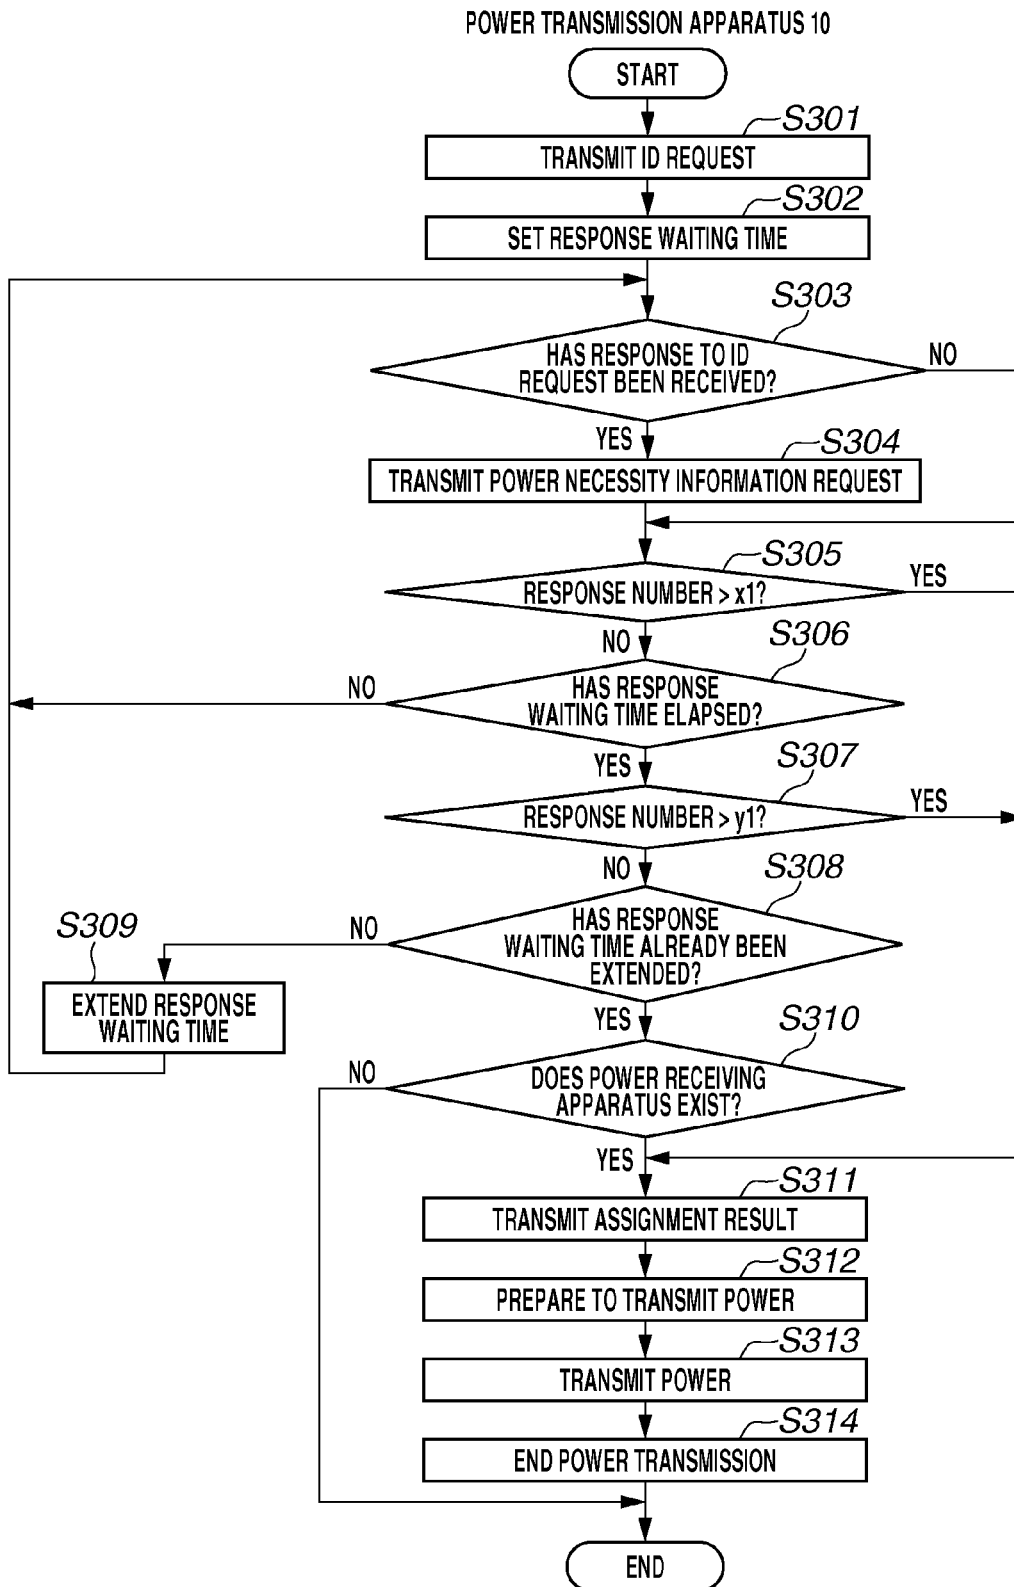 POWER TRANSMISSION APPARATUS 10
START
S301
TRANSMIT ID REQUEST
S302
SET RESPONSE WAITING TIME
S303
HAS RESPONSE TO ID
REQUEST BEEN RECEIVED?
NO
YES
S304
TRANSMIT POWER NECESSITY INFORMATION REQUEST
S305
RESPONSE NUMBER > x1?
YES
NO
S306
HAS RESPONSE
WAITING TIME ELAPSED?
NO
YES
S307
RESPONSE NUMBER > y1?
YES
NO
S308
HAS RESPONSE
WAITING TIME ALREADY BEEN
EXTENDED?
NO
S309
EXTEND RESPONSE
WAITING TIME
YES
S310
DOES POWER RECEIVING
APPARATUS EXIST?
NO
YES
S311
TRANSMIT ASSIGNMENT RESULT
S312
PREPARE TO TRANSMIT POWER
S313
TRANSMIT POWER
S314
END POWER TRANSMISSION
END